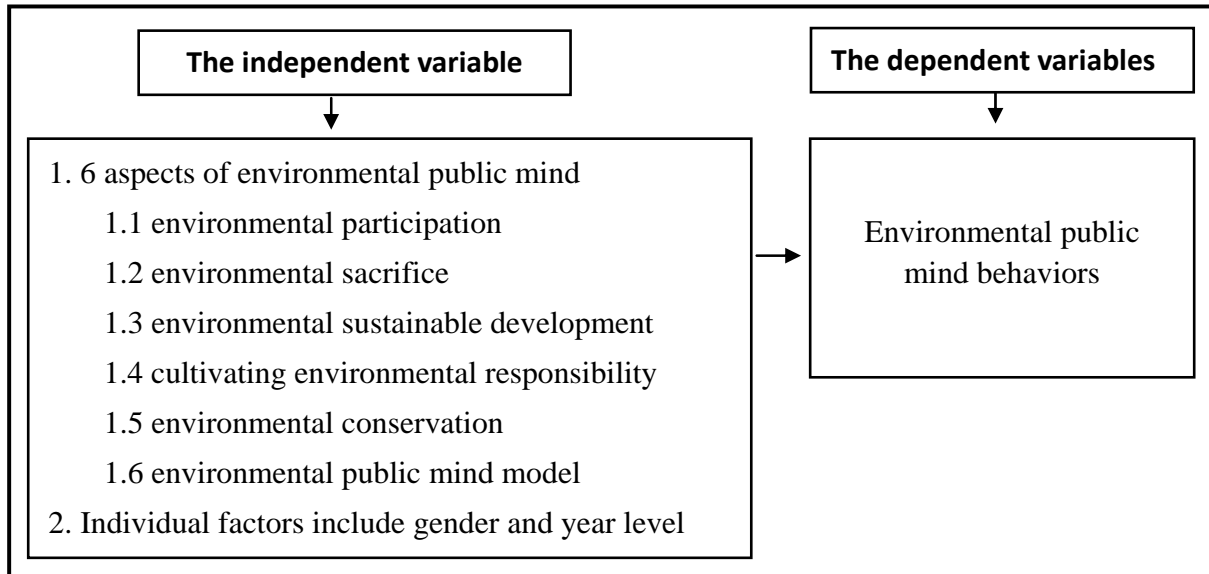 The independent variable
The dependent variables
1. 6 aspects of environmental public mind
1.1 environmental participation
1.2 environmental sacrifice
1.3 environmental sustainable development
1.4 cultivating environmental responsibility
1.5 environmental conservation
1.6 environmental public mind model
2. Individual factors include gender and year level
Environmental public
mind behaviors